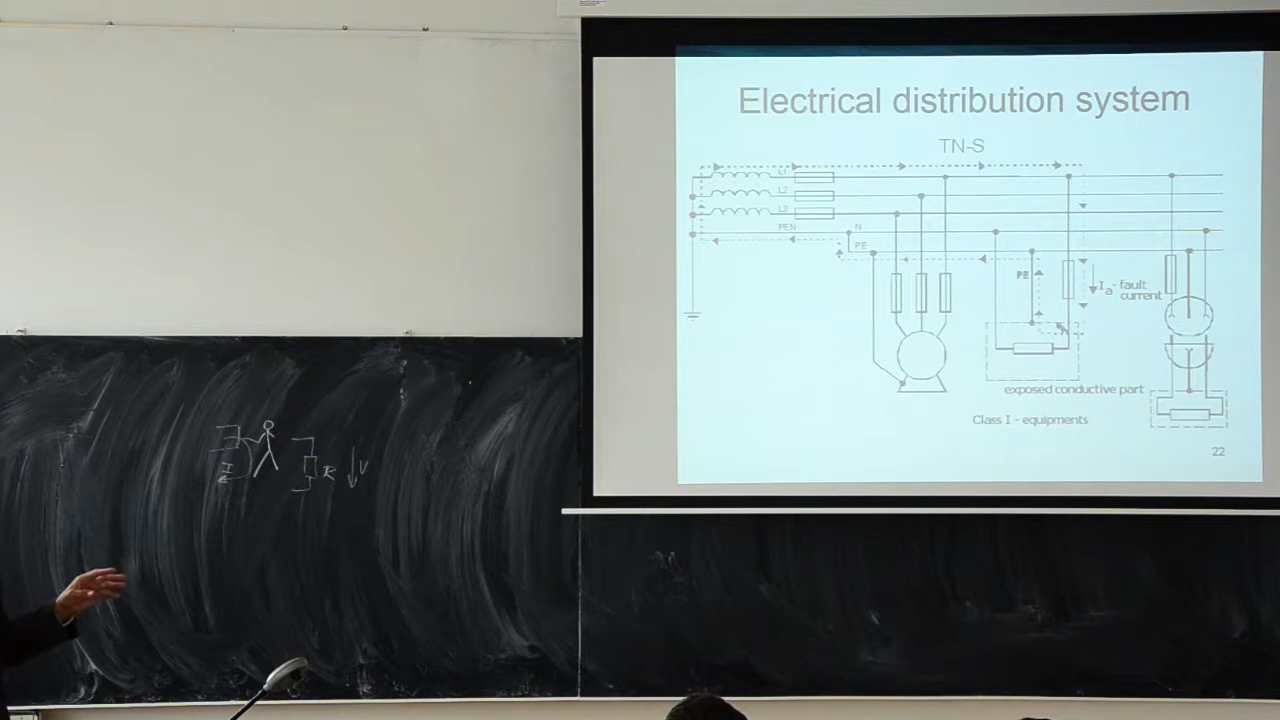 Electrical distribution system
TN-S
L1
L2
L3
PEN
N
PE
PE
Ia - fault
current
exposed conductive part
Class I - equipments
22
I
R
V